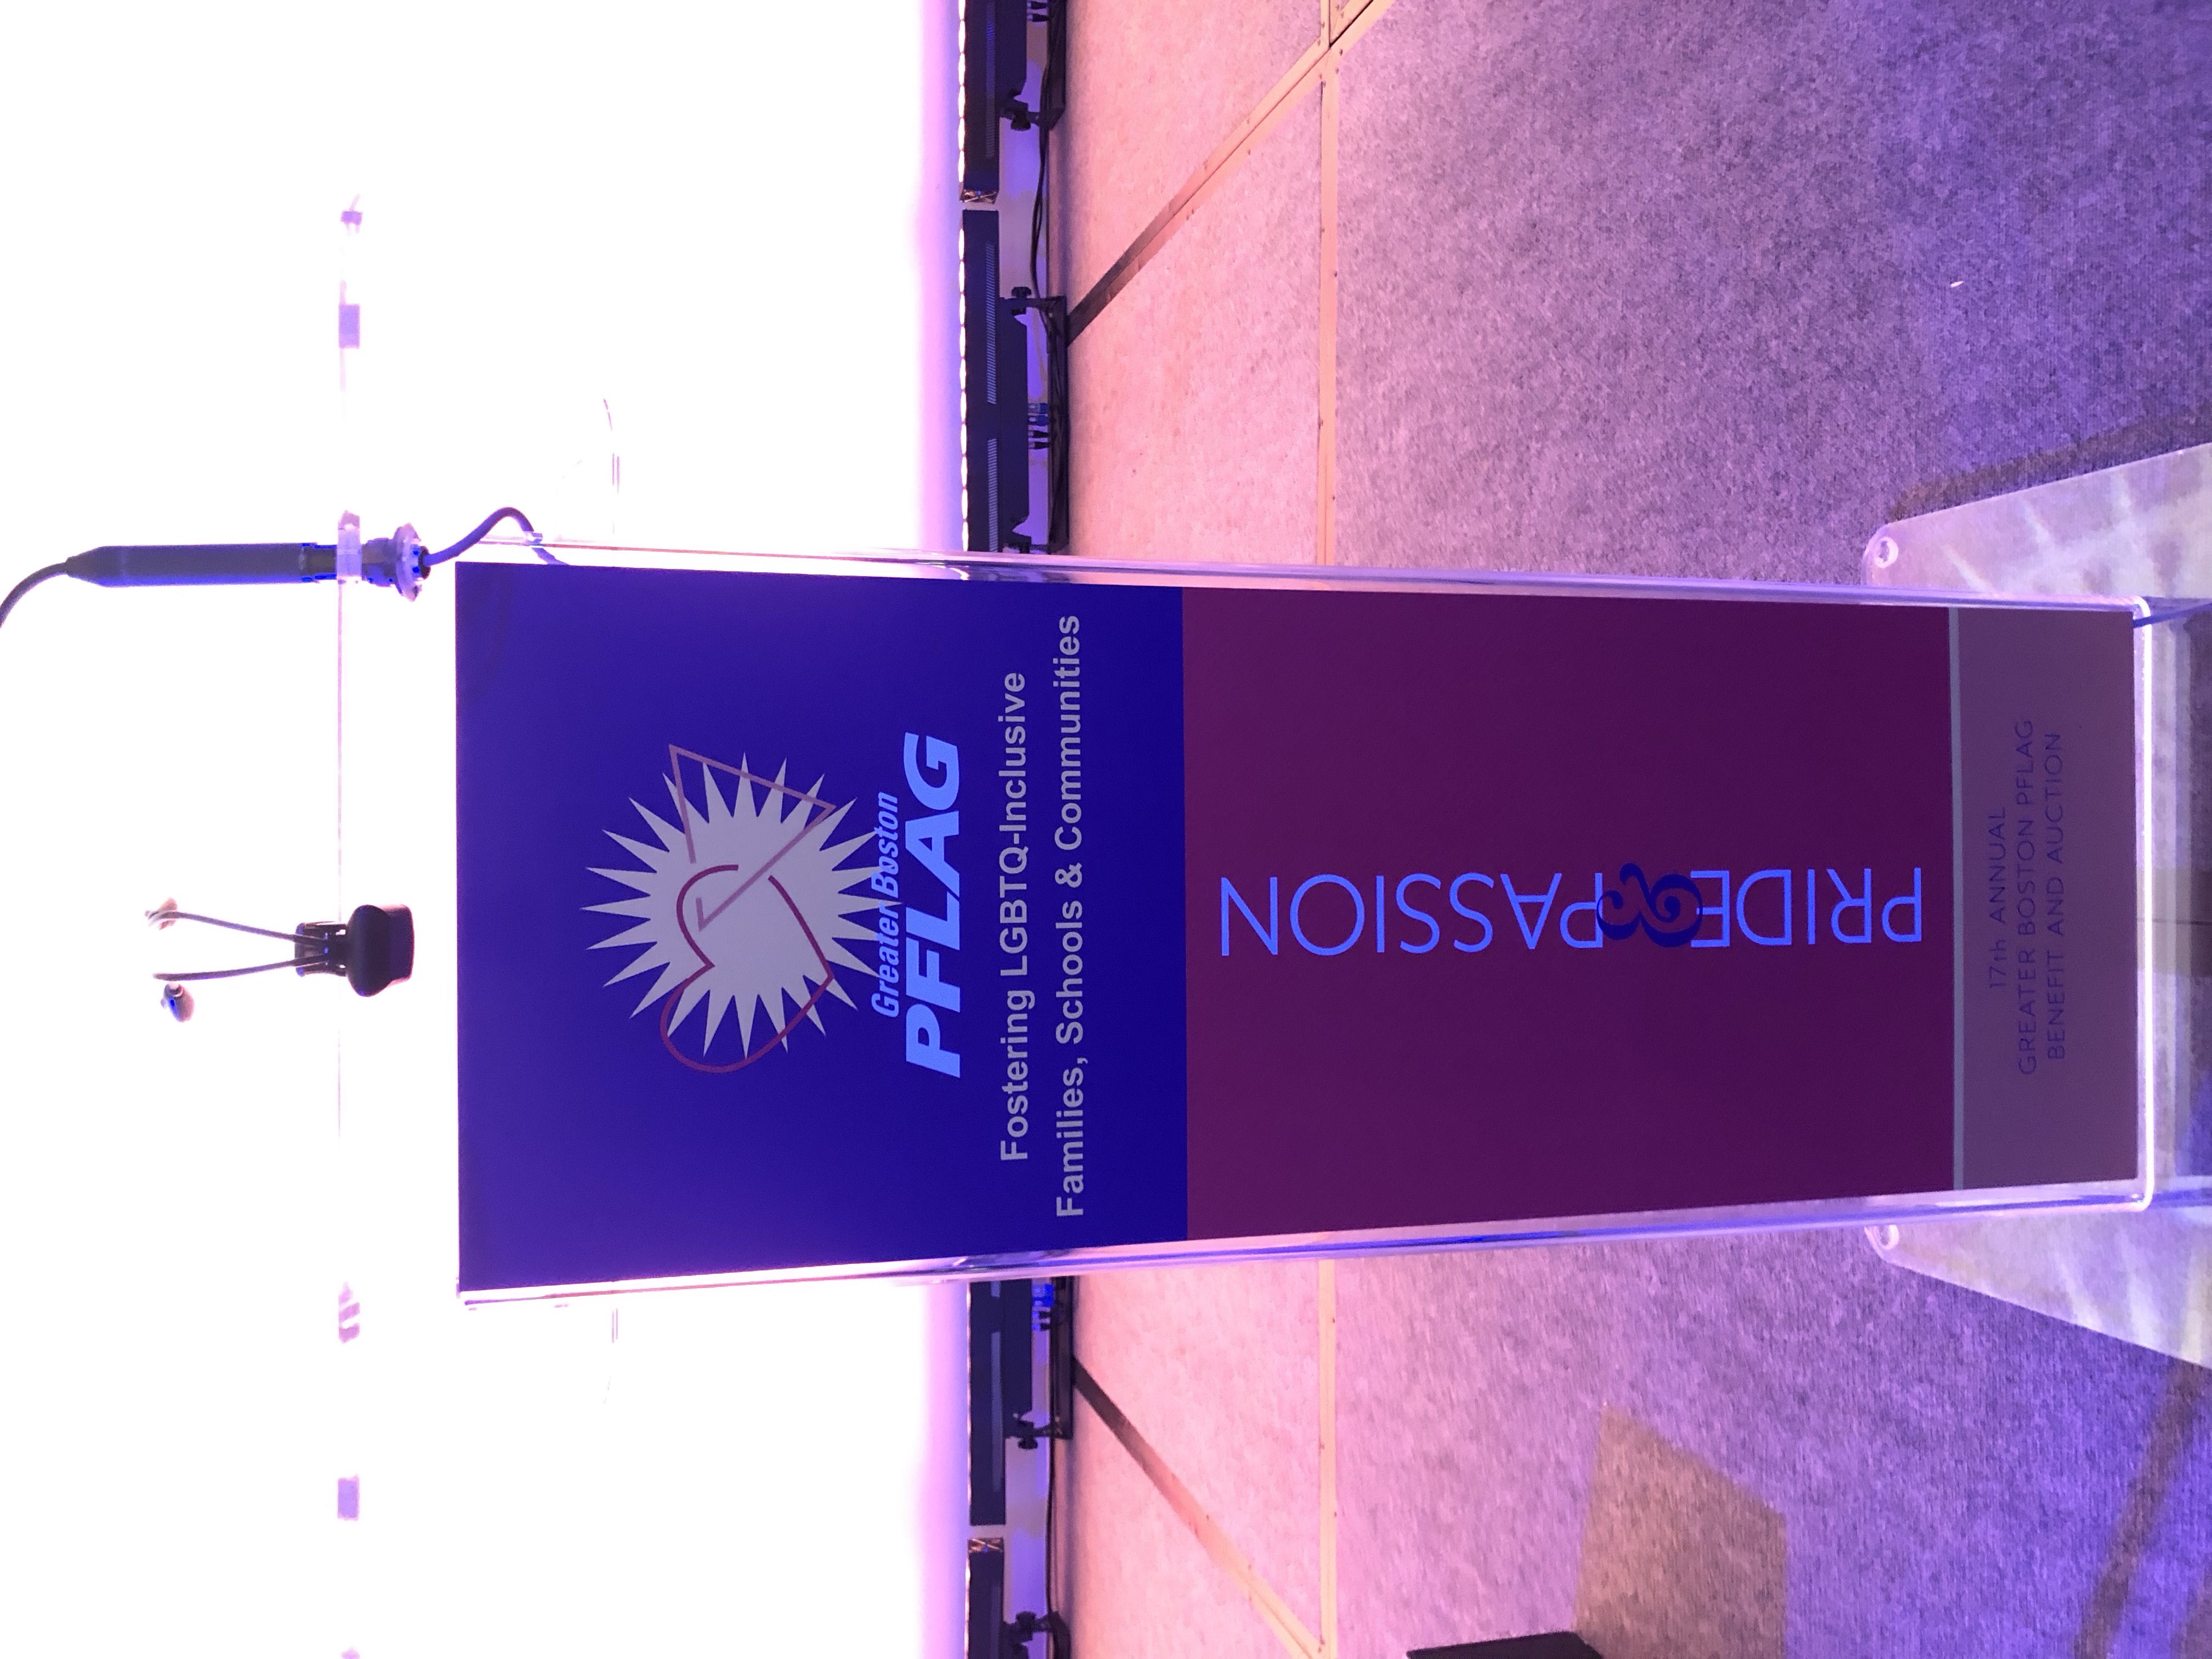 Greater Boston
PFLAG
Fostering LGBTQ-Inclusive
Families, Schools & Communities
PRIDE & PASSION
17th ANNUAL
GREATER BOSTON PFLAG
BENEFIT AND AUCTION